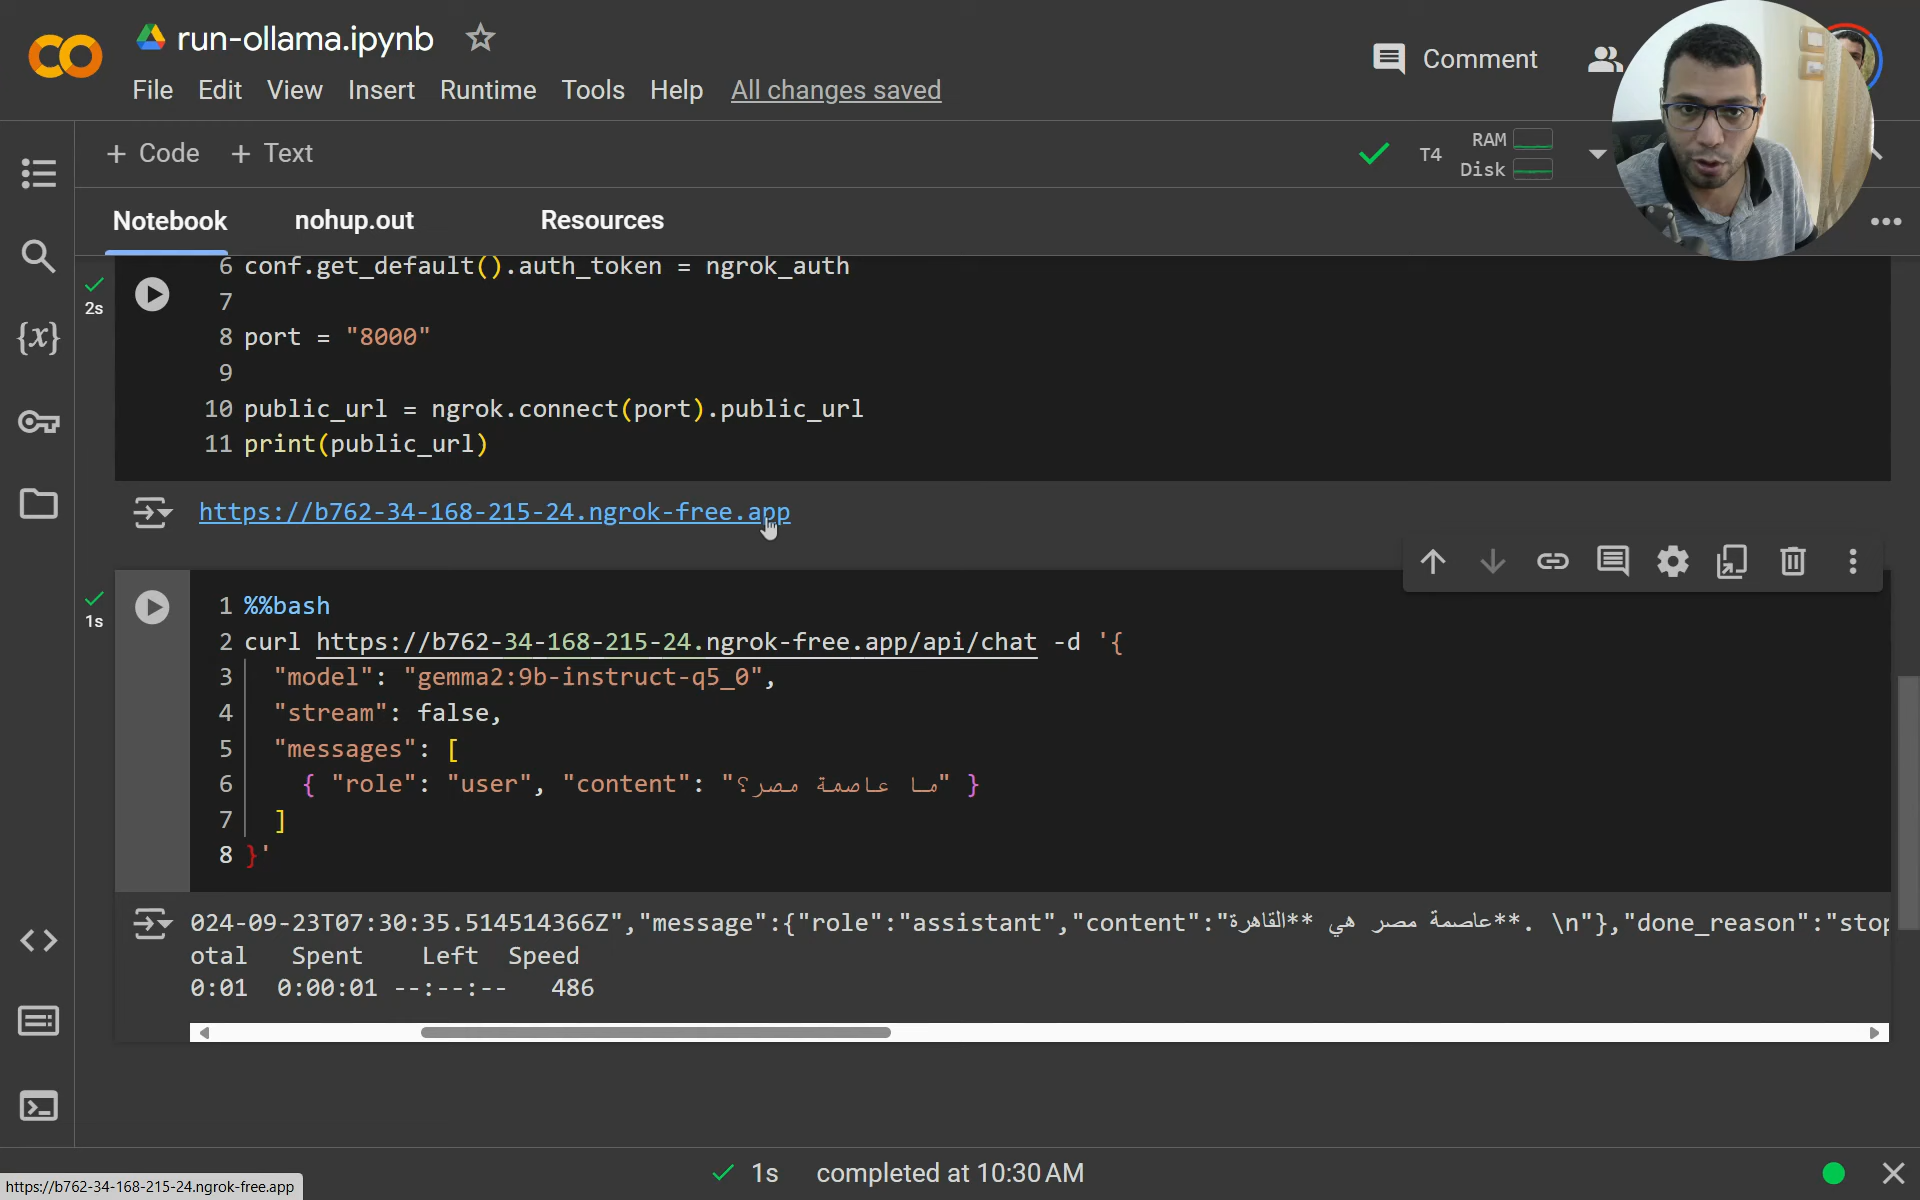 run-ollama.ipynb
Comment
File Edit View Insert Runtime Tools Help All changes saved
+ Code + Text
T4 RAM Disk
Notebook nohup.out Resources
6 conf.get_default().auth_token = ngrok_auth
2s
7
8 port = "8000"
9
10 public_url = ngrok.connect(port).public_url
11 print(public_url)
https://b762-34-168-215-24.ngrok-free.app
1 %%bash
1s
2 curl https://b762-34-168-215-24.ngrok-free.app/api/chat -d '{
3 "model": "gemma2:9b-instruct-q5_0",
4 "stream": false,
5 "messages": [
6 { "role": "user", "content": "ما عاصمة مصر؟" }
7 ]
8 }'
024-09-23T07:30:35.514514366Z","message":{"role":"assistant","content":"عاصمة مصر هي **القاهرة**. \n"},"done_reason":"stop
otal Spent Left Speed
0:01 0:00:01 --:--:-- 486
1s completed at 10:30 AM
https://b762-34-168-215-24.ngrok-free.app